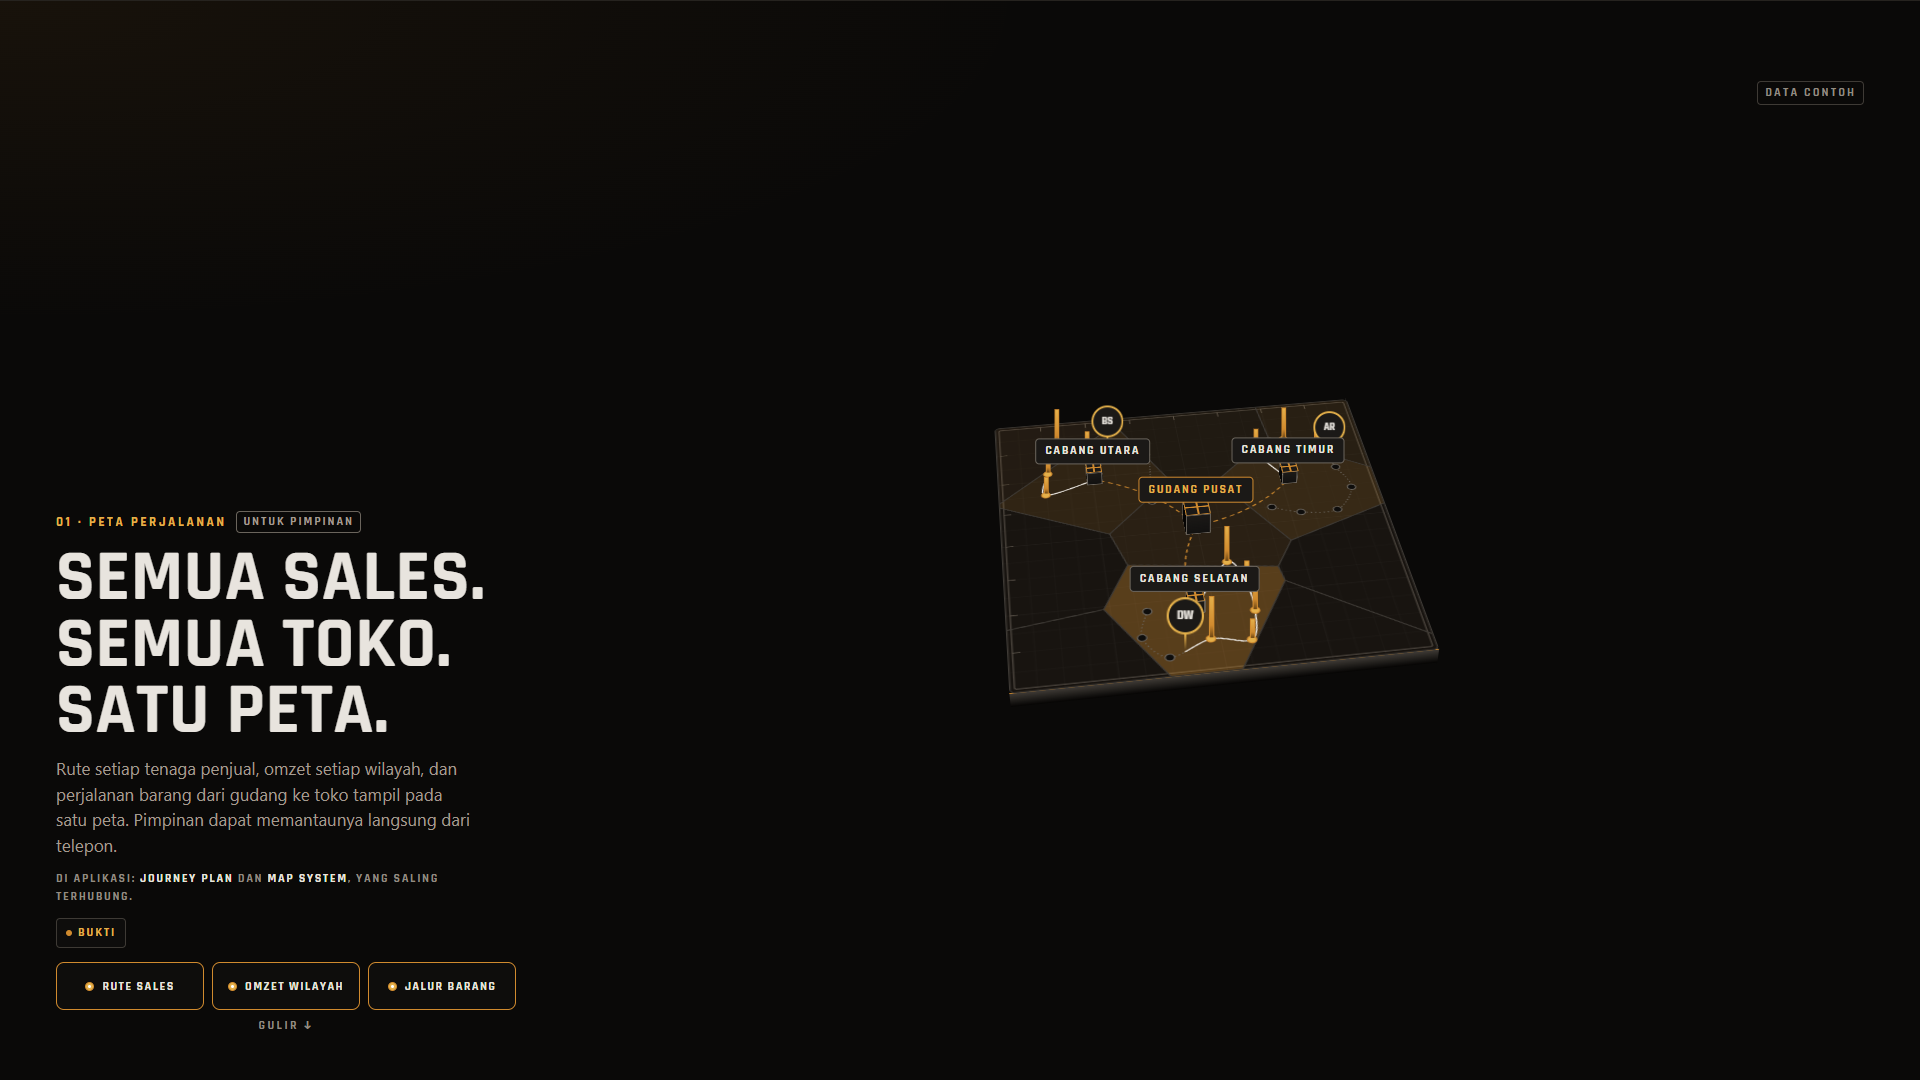 DATA CONTOH
BS
AR
CABANG UTARA
CABANG TIMUR
GUDANG PUSAT
CABANG SELATAN
DW
01 · PETA PERJALANAN
UNTUK PIMPINAN
SEMUA SALES.
SEMUA TOKO.
SATU PETA.
Rute setiap tenaga penjual, omzet setiap wilayah, dan
perjalanan barang dari gudang ke toko tampil pada
satu peta. Pimpinan dapat memantaunya langsung dari
telepon.
DI APLIKASI: JOURNEY PLAN DAN MAP SYSTEM, YANG SALING
TERHUBUNG.
BUKTI
RUTE SALES
OMZET WILAYAH
JALUR BARANG
GULIR ↓